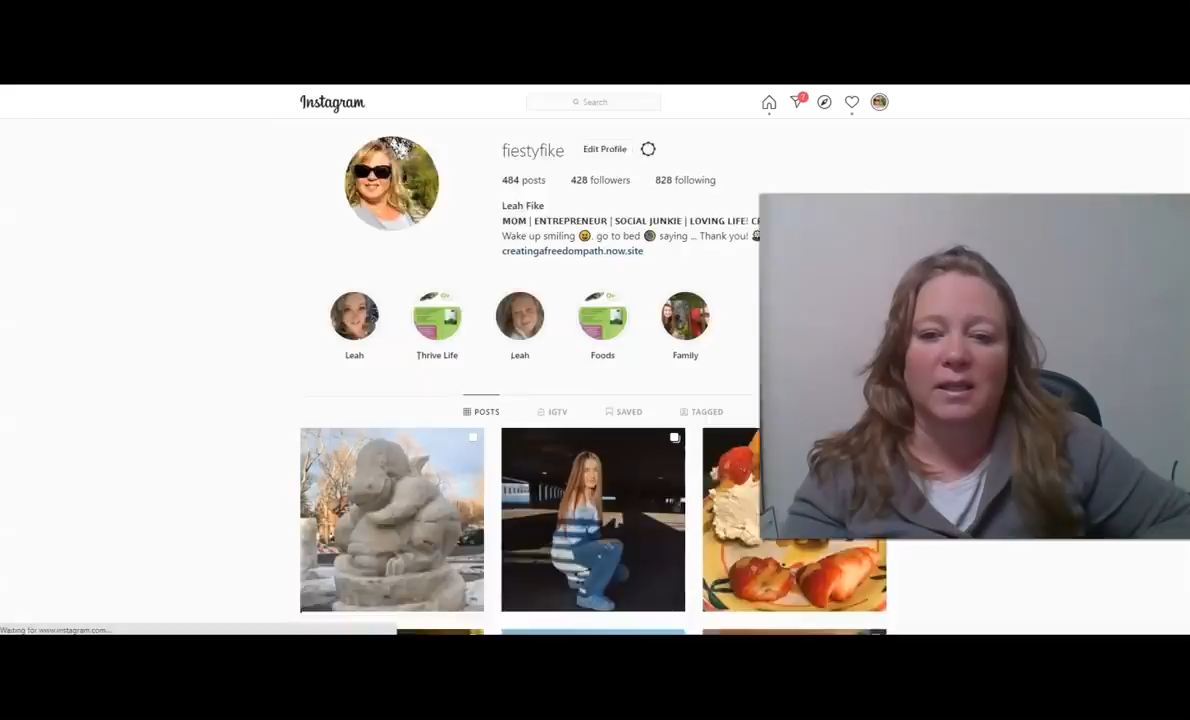 Instagram
Search
7
fiestyfike Edit Profile
484 posts 428 followers 828 following
Leah Fike
MOM | ENTREPRENEUR | SOCIAL JUNKIE | LOVING LIFE!
Wake up smiling 😀. go to bed saying ... Thank you!
creatingafreedompath.now.site
Leah Thrive Life Leah Foods Family
POSTS IGTV SAVED TAGGED
Waiting for www.instagram.com...